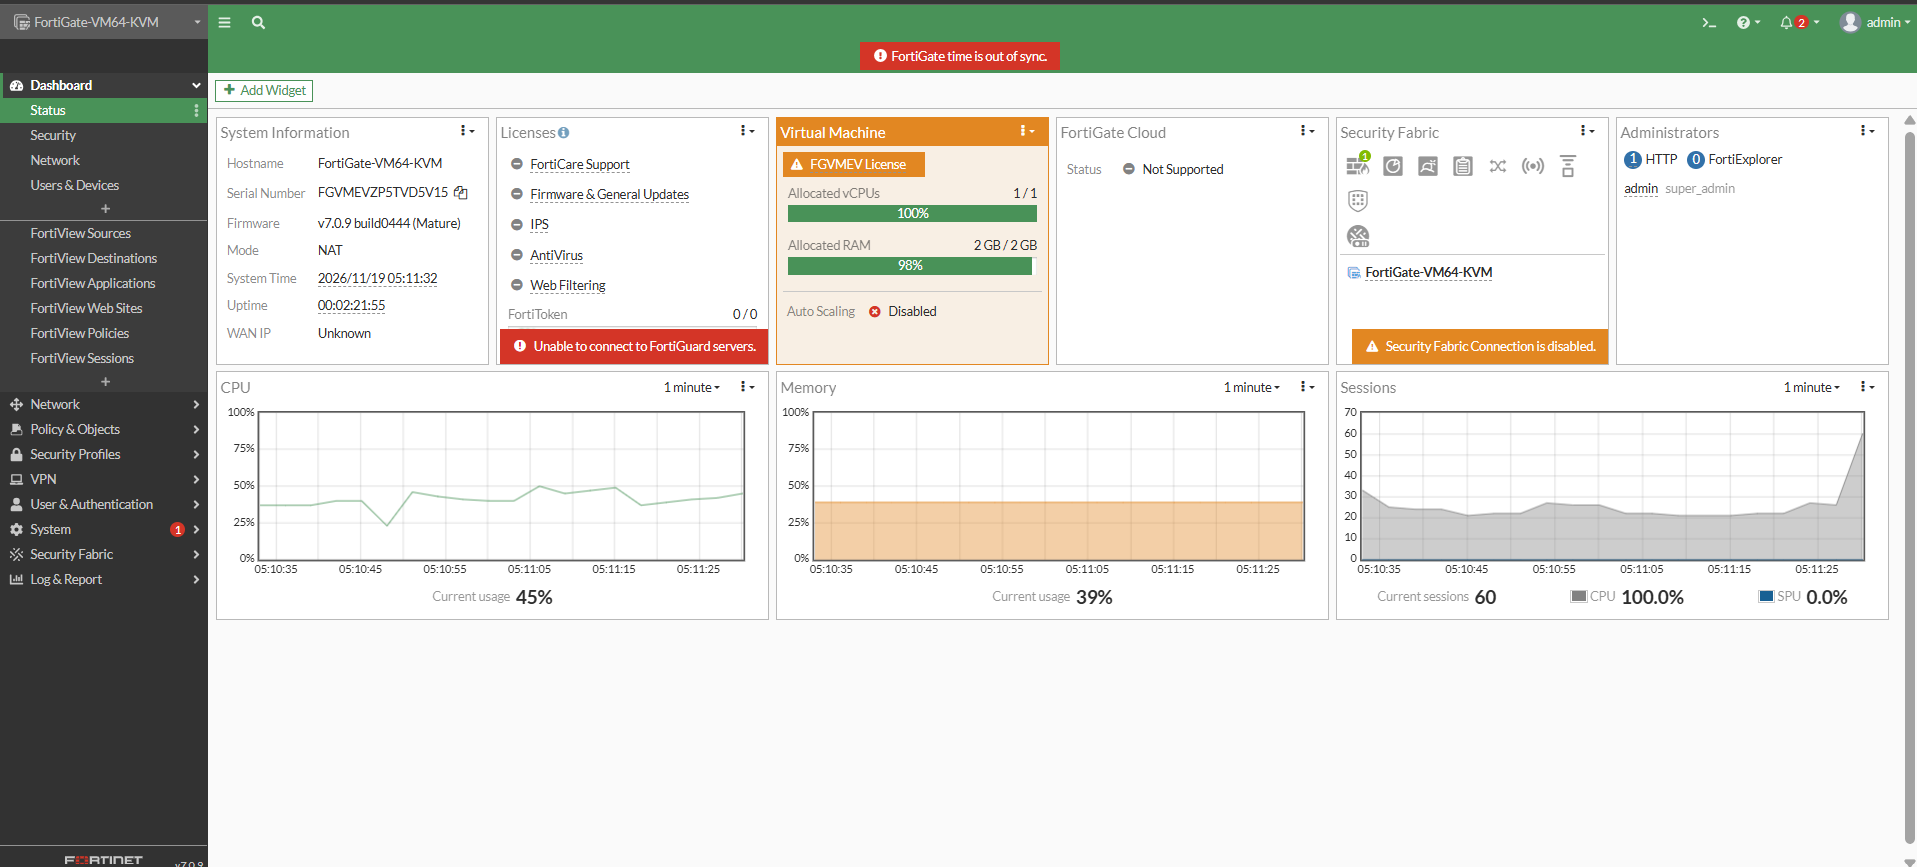 FortiGate-VM64-KVM
admin
2
FortiGate time is out of sync.
Dashboard
Status
Security
Network
Users & Devices
+
FortiView Sources
FortiView Destinations
FortiView Applications
FortiView Web Sites
FortiView Policies
FortiView Sessions
+
Network
Policy & Objects
Security Profiles
VPN
User & Authentication
System 1
Security Fabric
Log & Report
FORTINET v7.0.9
+ Add Widget
System Information
Hostname FortiGate-VM64-KVM
Serial Number FGVMEVZP5TVD5V15
Firmware v7.0.9 build0444 (Mature)
Mode NAT
System Time 2026/11/19 05:11:32
Uptime 00:02:21:55
WAN IP Unknown
Licenses
FortiCare Support
Firmware & General Updates
IPS
AntiVirus
Web Filtering
FortiToken 0 / 0
Unable to connect to FortiGuard servers.
Virtual Machine
FGVMEV License
Allocated vCPUs 1 / 1
100%
Allocated RAM 2 GB / 2 GB
98%
Auto Scaling Disabled
FortiGate Cloud
Status Not Supported
Security Fabric
1
FortiGate-VM64-KVM
Security Fabric Connection is disabled.
Administrators
1 HTTP 0 FortiExplorer
admin super_admin
CPU 1 minute
100%
75%
50%
25%
0%
05:10:35 05:10:45 05:10:55 05:11:05 05:11:15 05:11:25
Current usage 45%
Memory 1 minute
100%
75%
50%
25%
0%
05:10:35 05:10:45 05:10:55 05:11:05 05:11:15 05:11:25
Current usage 39%
Sessions 1 minute
70
60
50
40
30
20
10
0
05:10:35 05:10:45 05:10:55 05:11:05 05:11:15 05:11:25
Current sessions 60 CPU 100.0% SPU 0.0%